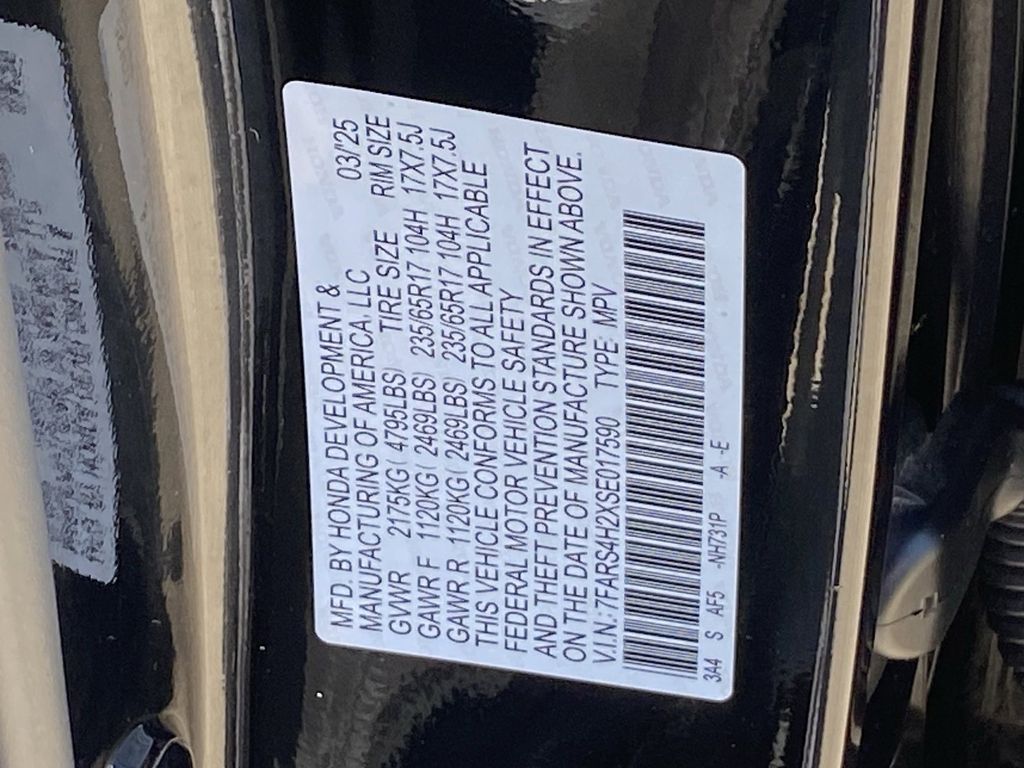 MFD. BY HONDA DEVELOPMENT &
MANUFACTURING OF AMERICA, LLC 03/'25
GVWR 2175KG ( 4795LBS) TIRE SIZE RIM SIZE
GAWR F 1120KG ( 2469LBS) 235/65R17 104H 17X7.5J
GAWR R 1120KG ( 2469LBS) 235/65R17 104H 17X7.5J
THIS VEHICLE CONFORMS TO ALL APPLICABLE
FEDERAL MOTOR VEHICLE SAFETY
AND THEFT PREVENTION STANDARDS IN EFFECT
ON THE DATE OF MANUFACTURE SHOWN ABOVE.
V.I.N.: 7FARS4H2XSE017590 TYPE: MPV
3A4 S AF5 -NH731P -A -E